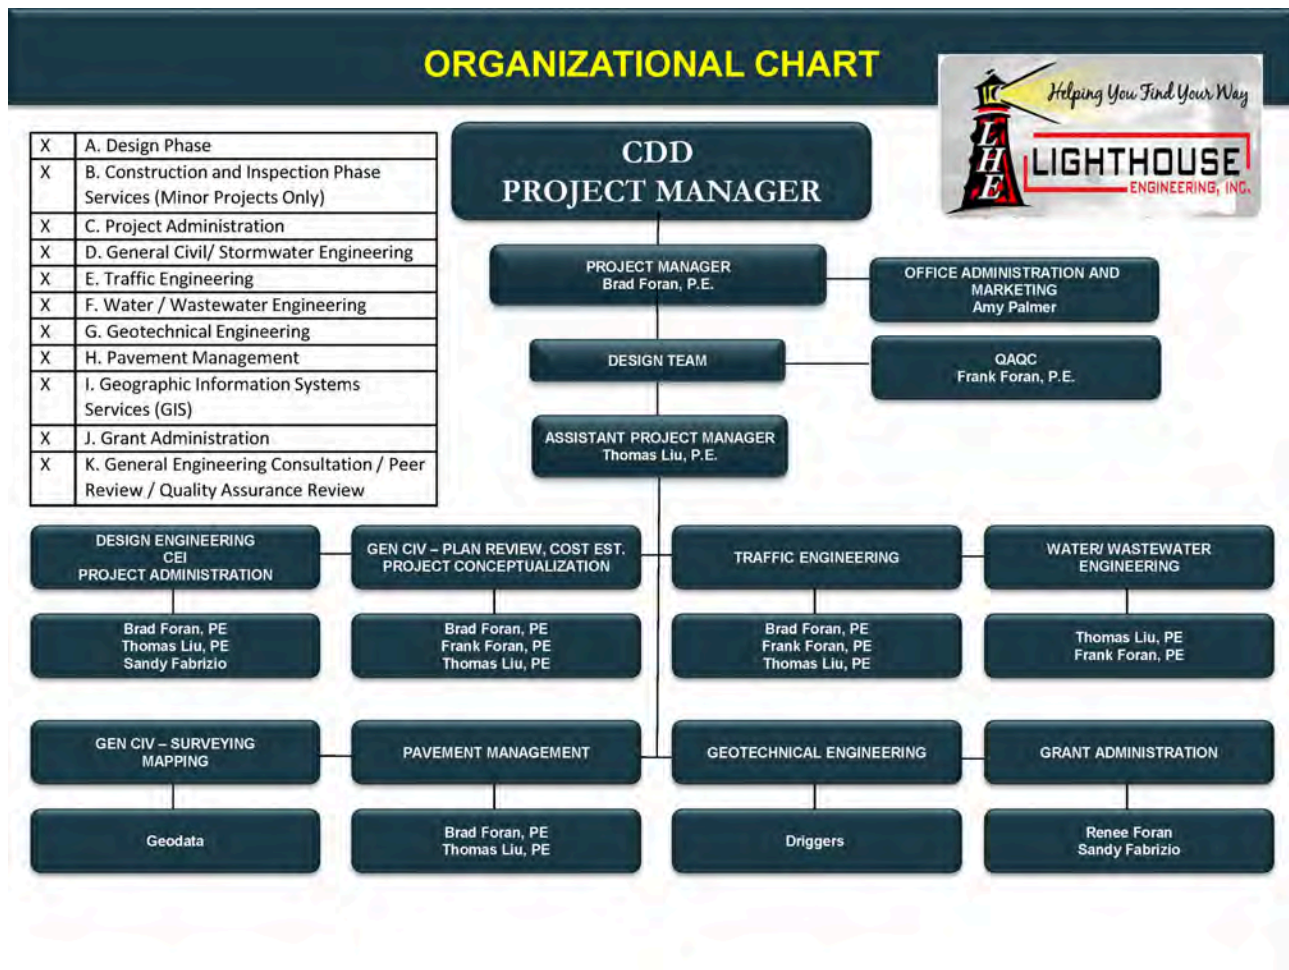 ORGANIZATIONAL CHART
Helping You Find Your Way
LHE
LIGHTHOUSE
ENGINEERING, INC.
X A. Design Phase
X B. Construction and Inspection Phase
Services (Minor Projects Only)
X C. Project Administration
X D. General Civil/ Stormwater Engineering
X E. Traffic Engineering
X F. Water / Wastewater Engineering
X G. Geotechnical Engineering
X H. Pavement Management
X I. Geographic Information Systems
Services (GIS)
X J. Grant Administration
X K. General Engineering Consultation / Peer
Review / Quality Assurance Review
CDD
PROJECT MANAGER
PROJECT MANAGER
Brad Foran, P.E.
OFFICE ADMINISTRATION AND
MARKETING
Amy Palmer
DESIGN TEAM
QAQC
Frank Foran, P.E.
ASSISTANT PROJECT MANAGER
Thomas Liu, P.E.
DESIGN ENGINEERING
CEI
PROJECT ADMINISTRATION
GEN CIV – PLAN REVIEW, COST EST.
PROJECT CONCEPTUALIZATION
TRAFFIC ENGINEERING
WATER/ WASTEWATER
ENGINEERING
Brad Foran, PE
Thomas Liu, PE
Sandy Fabrizio
Brad Foran, PE
Frank Foran, PE
Thomas Liu, PE
Brad Foran, PE
Frank Foran, PE
Thomas Liu, PE
Thomas Liu, PE
Frank Foran, PE
GEN CIV – SURVEYING
MAPPING
PAVEMENT MANAGEMENT
GEOTECHNICAL ENGINEERING
GRANT ADMINISTRATION
Geodata
Brad Foran, PE
Thomas Liu, PE
Driggers
Renee Foran
Sandy Fabrizio